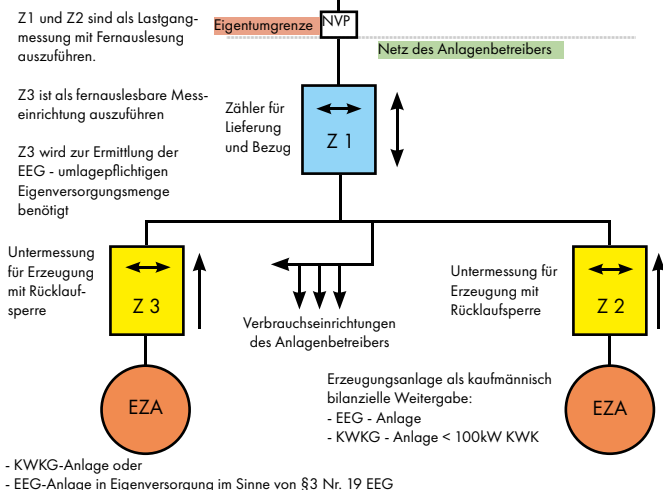 Z1 und Z2 sind als Lastgang-
messung mit Fernauslesung
auszuführen.
Z3 ist als fernauslesbare Mess-
einrichtung auszuführen
Z3 wird zur Ermittlung der
EEG - umlagepflichtigen
Eigenversorgungsmenge
benötigt
Eigentumgrenze
NVP
Netz des Anlagenbetreibers
Zähler für
Lieferung
und Bezug
Z 1
Untermessung
für Erzeugung
mit Rücklauf-
sperre
Z 3
Verbrauchseinrichtungen
des Anlagenbetreibers
Untermessung für
Erzeugung mit
Rücklaufsperre
Z 2
EZA
Erzeugungsanlage als kaufmännisch
bilanzielle Weitergabe:
- EEG - Anlage
- KWKG - Anlage < 100kW KWK
EZA
- KWKG-Anlage oder
- EEG-Anlage in Eigenversorgung im Sinne von §3 Nr. 19 EEG